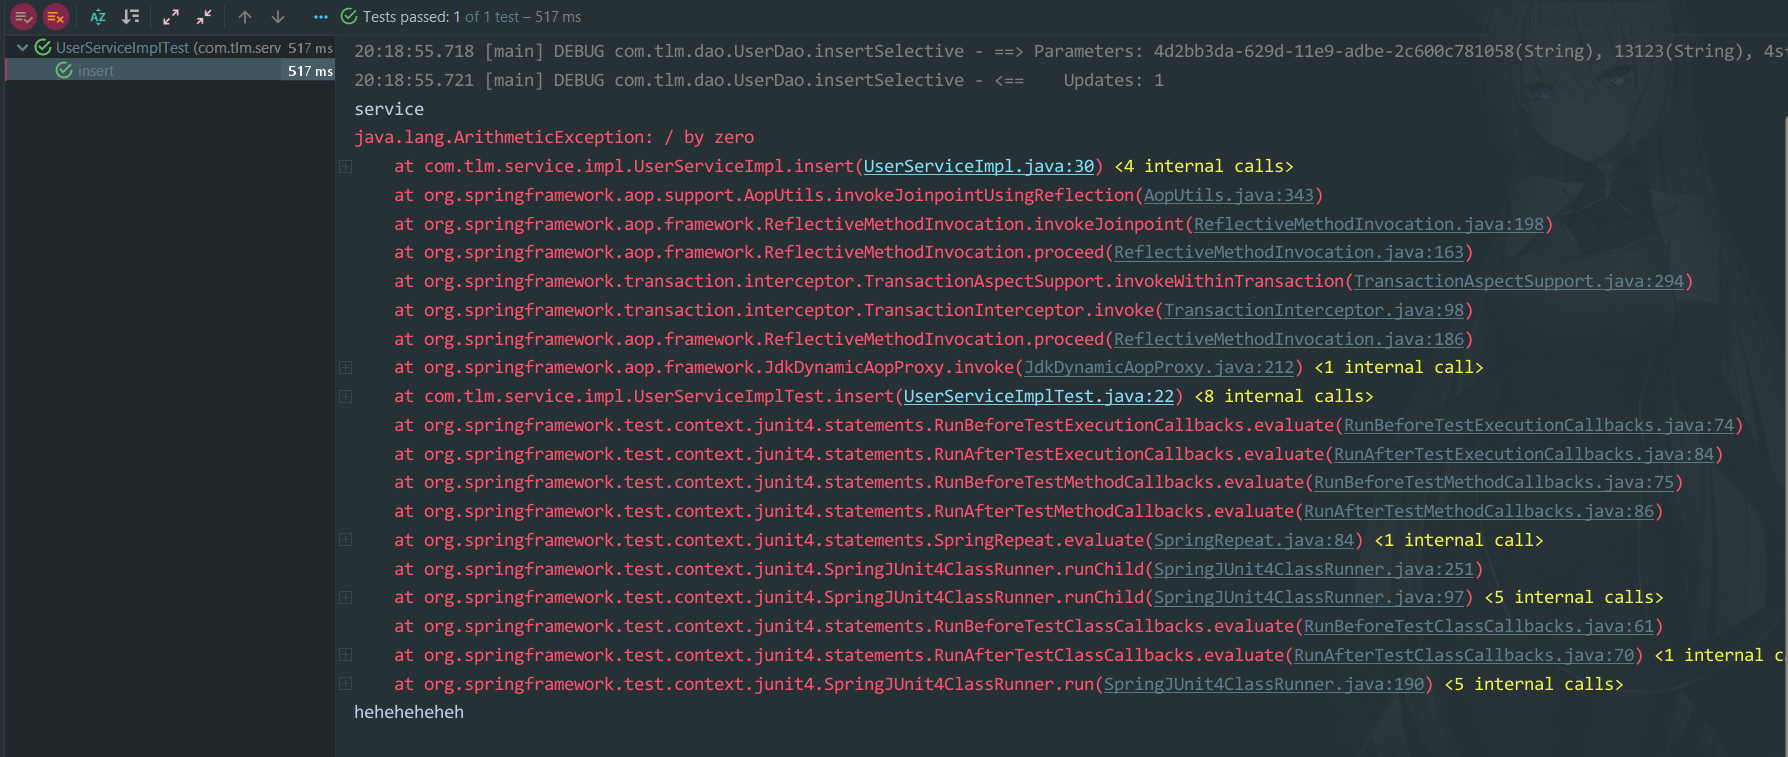 Tests passed: 1 of 1 test – 517 ms
UserServiceImplTest (com.tlm.serv 517 ms
insert 517 ms
20:18:55.718 [main] DEBUG com.tlm.dao.UserDao.insertSelective - ==> Parameters: 4d2bb3da-629d-11e9-adbe-2c600c781058(String), 13123(String), 4s
20:18:55.721 [main] DEBUG com.tlm.dao.UserDao.insertSelective - <==    Updates: 1
service
java.lang.ArithmeticException: / by zero
at com.tlm.service.impl.UserServiceImpl.insert(UserServiceImpl.java:30) <4 internal calls>
at org.springframework.aop.support.AopUtils.invokeJoinpointUsingReflection(AopUtils.java:343)
at org.springframework.aop.framework.ReflectiveMethodInvocation.invokeJoinpoint(ReflectiveMethodInvocation.java:198)
at org.springframework.aop.framework.ReflectiveMethodInvocation.proceed(ReflectiveMethodInvocation.java:163)
at org.springframework.transaction.interceptor.TransactionAspectSupport.invokeWithinTransaction(TransactionAspectSupport.java:294)
at org.springframework.transaction.interceptor.TransactionInterceptor.invoke(TransactionInterceptor.java:98)
at org.springframework.aop.framework.ReflectiveMethodInvocation.proceed(ReflectiveMethodInvocation.java:186)
at org.springframework.aop.framework.JdkDynamicAopProxy.invoke(JdkDynamicAopProxy.java:212) <1 internal call>
at com.tlm.service.impl.UserServiceImplTest.insert(UserServiceImplTest.java:22) <8 internal calls>
at org.springframework.test.context.junit4.statements.RunBeforeTestExecutionCallbacks.evaluate(RunBeforeTestExecutionCallbacks.java:74)
at org.springframework.test.context.junit4.statements.RunAfterTestExecutionCallbacks.evaluate(RunAfterTestExecutionCallbacks.java:84)
at org.springframework.test.context.junit4.statements.RunBeforeTestMethodCallbacks.evaluate(RunBeforeTestMethodCallbacks.java:75)
at org.springframework.test.context.junit4.statements.RunAfterTestMethodCallbacks.evaluate(RunAfterTestMethodCallbacks.java:86)
at org.springframework.test.context.junit4.statements.SpringRepeat.evaluate(SpringRepeat.java:84) <1 internal call>
at org.springframework.test.context.junit4.SpringJUnit4ClassRunner.runChild(SpringJUnit4ClassRunner.java:251)
at org.springframework.test.context.junit4.SpringJUnit4ClassRunner.runChild(SpringJUnit4ClassRunner.java:97) <5 internal calls>
at org.springframework.test.context.junit4.statements.RunBeforeTestClassCallbacks.evaluate(RunBeforeTestClassCallbacks.java:61)
at org.springframework.test.context.junit4.statements.RunAfterTestClassCallbacks.evaluate(RunAfterTestClassCallbacks.java:70) <1 internal c
at org.springframework.test.context.junit4.SpringJUnit4ClassRunner.run(SpringJUnit4ClassRunner.java:190) <5 internal calls>
heheheheheh